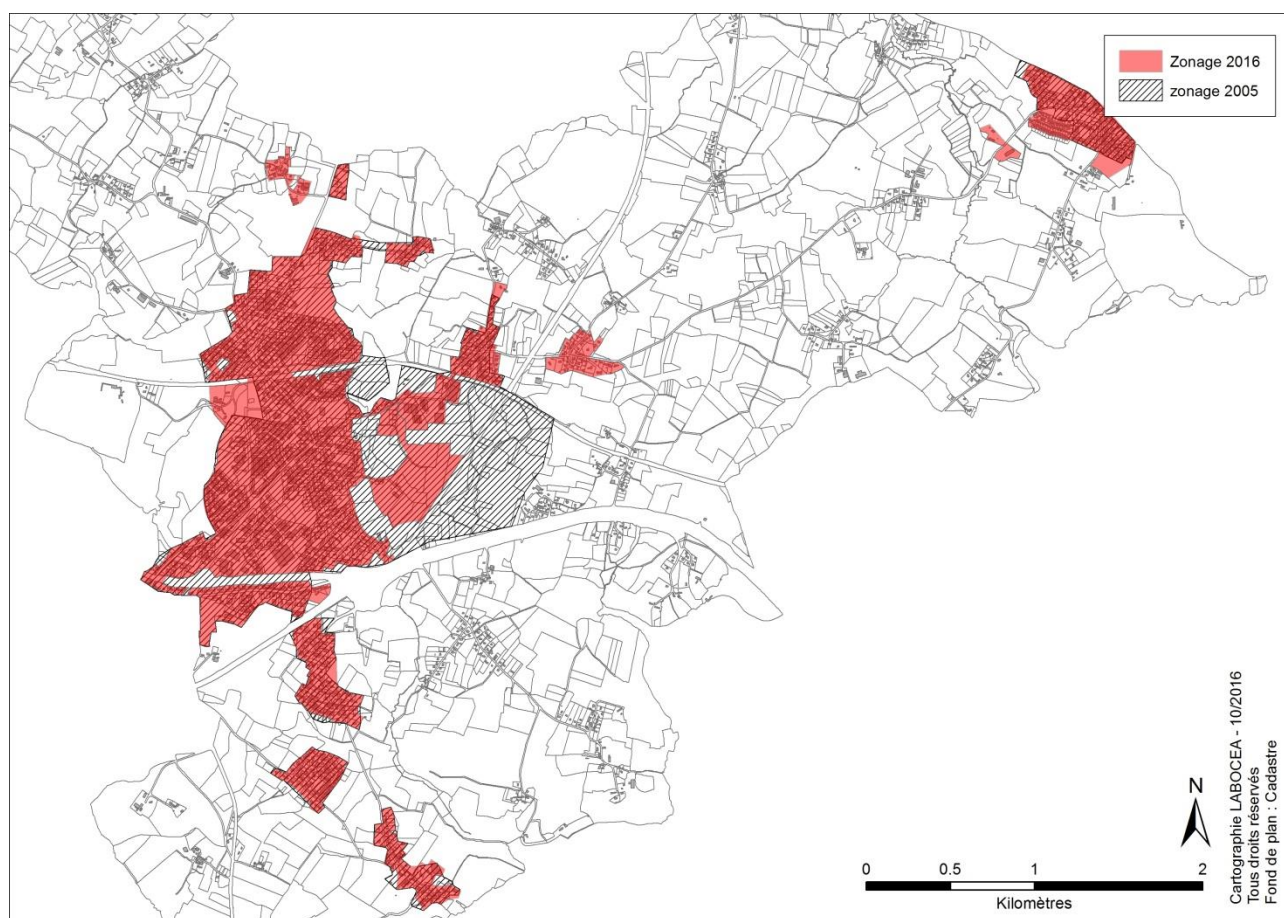 Zonage 2016
zonage 2005
N
0 0.5 1 2
Kilomètres
Cartographie LABOCEA - 10/2016
Tous droits réservés
Fond de plan : Cadastre